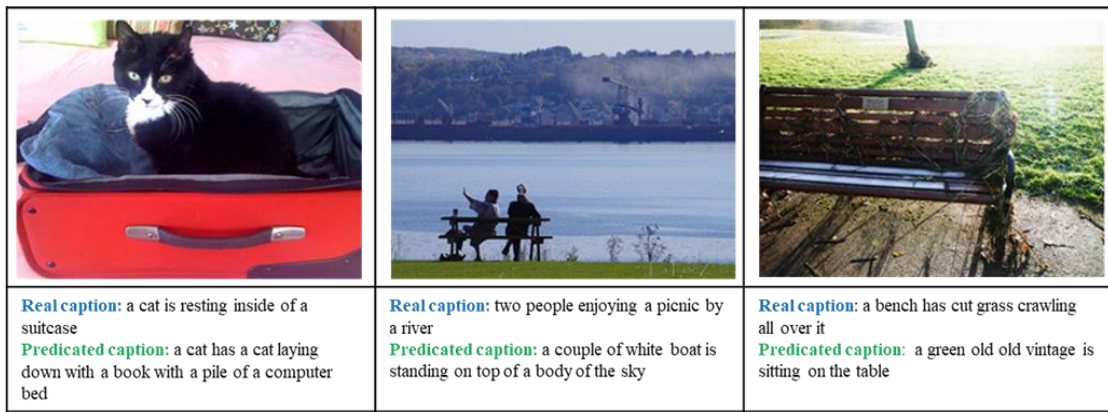 Real caption: a cat is resting inside of a
suitcase
Predicated caption: a cat has a cat laying
down with a book with a pile of a computer
bed
Real caption: two people enjoying a picnic by
a river
Predicated caption: a couple of white boat is
standing on top of a body of the sky
Real caption: a bench has cut grass crawling
all over it
Predicated caption: a green old old vintage is
sitting on the table